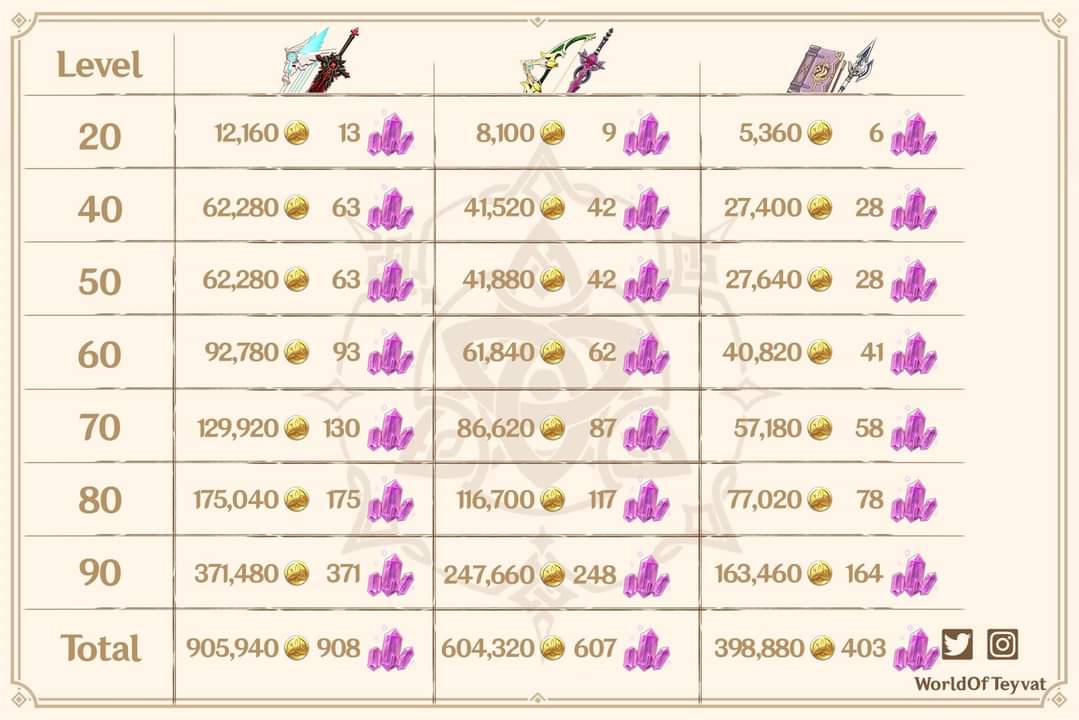 Level
20 12,160 13 8,100 9 5,360 6
40 62,280 63 41,520 42 27,400 28
50 62,280 63 41,880 42 27,640 28
60 92,780 93 61,840 62 40,820 41
70 129,920 130 86,620 87 57,180 58
80 175,040 175 116,700 117 77,020 78
90 371,480 371 247,660 248 163,460 164
Total 905,940 908 604,320 607 398,880 403
WorldOfTeyvat